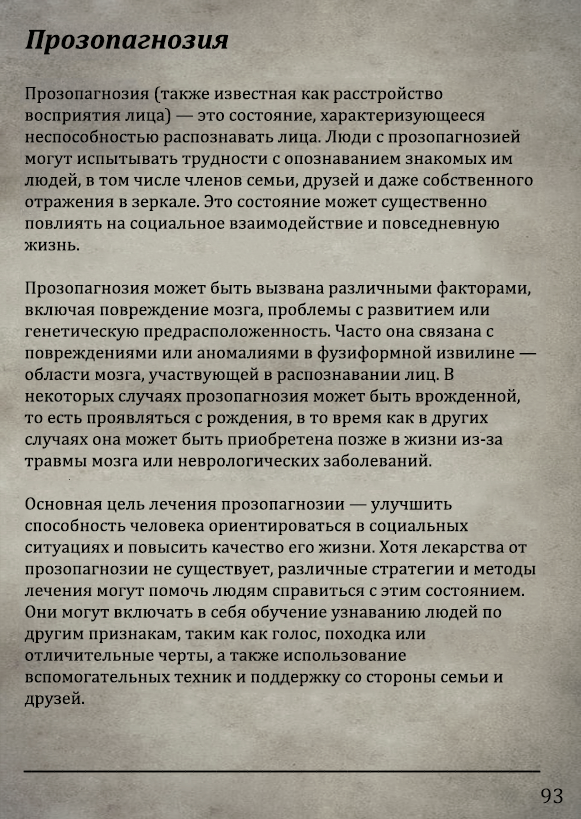 Прозопагнозия
Прозопагнозия (также известная как расстройство
восприятия лица) — это состояние, характеризующееся
неспособностью распознавать лица. Люди с прозопагнозией
могут испытывать трудности с опознаванием знакомых им
людей, в том числе членов семьи, друзей и даже собственного
отражения в зеркале. Это состояние может существенно
повлиять на социальное взаимодействие и повседневную
жизнь.
Прозопагнозия может быть вызвана различными факторами,
включая повреждение мозга, проблемы с развитием или
генетическую предрасположенность. Часто она связана с
повреждениями или аномалиями в фузиформной извилине —
области мозга, участвующей в распознавании лиц. В
некоторых случаях прозопагнозия может быть врожденной,
то есть проявляться с рождения, в то время как в других
случаях она может быть приобретена позже в жизни из-за
травмы мозга или неврологических заболеваний.
Основная цель лечения прозопагнозии — улучшить
способность человека ориентироваться в социальных
ситуациях и повысить качество его жизни. Хотя лекарства от
прозопагнозии не существует, различные стратегии и методы
лечения могут помочь людям справиться с этим состоянием.
Они могут включать в себя обучение узнаванию людей по
другим признакам, таким как голос, походка или
отличительные черты, а также использование
вспомогательных техник и поддержку со стороны семьи и
друзей.
93